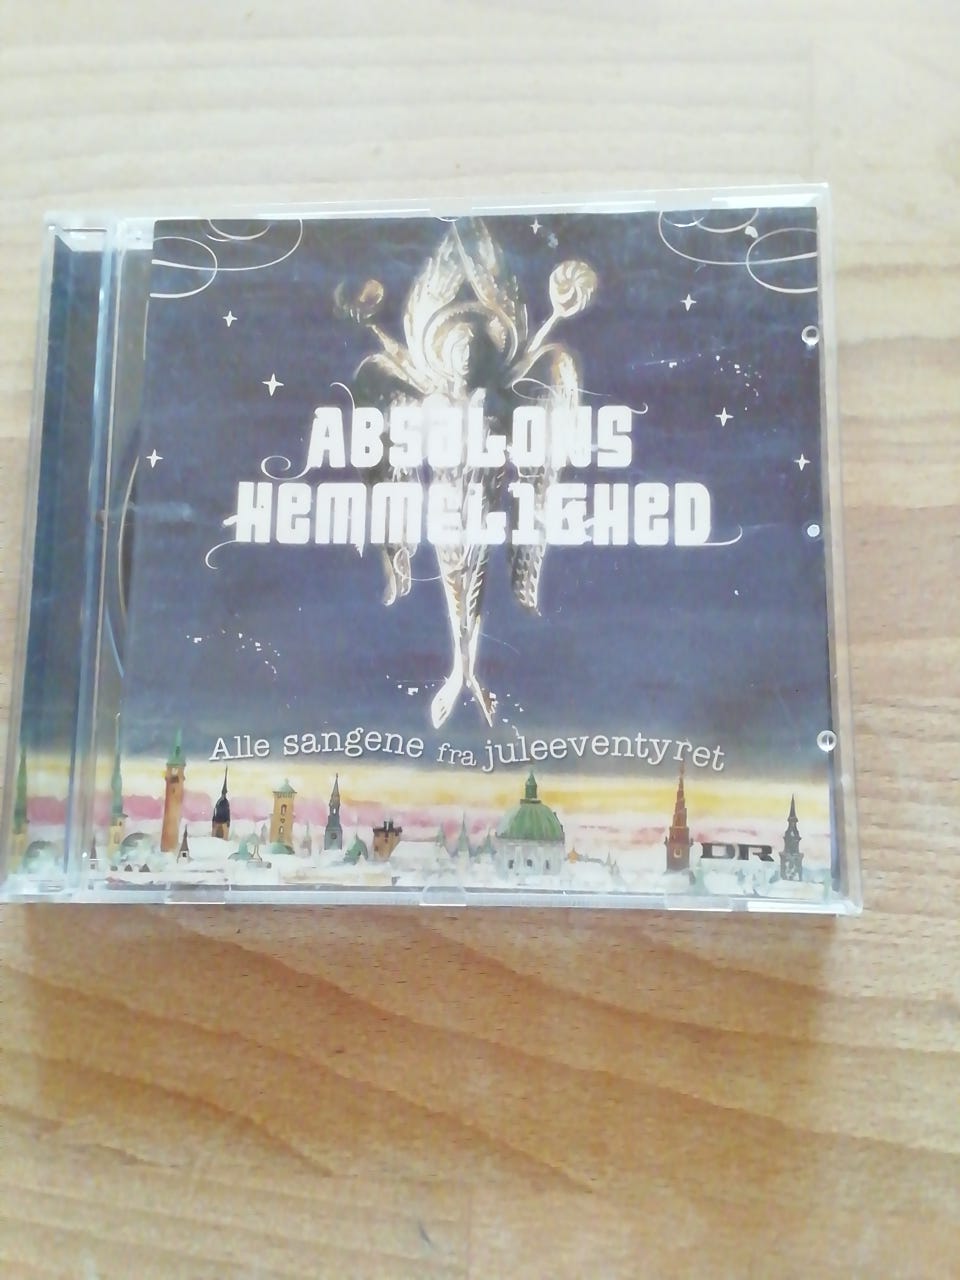 ABSALONS
HEMMELIGHED
Alle sangene fra juleeventyret
DR